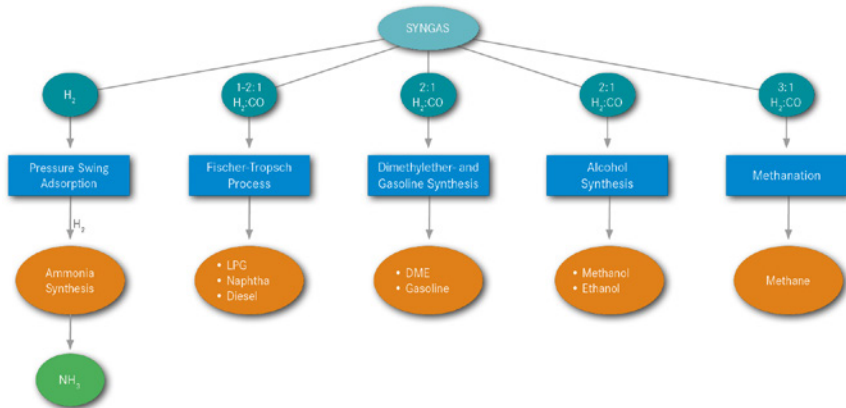 SYNGAS
H₂
1-2:1
H₂:CO
2:1
H₂:CO
2:1
H₂:CO
3:1
H₂:CO
Pressure Swing
Adsorption
Fischer-Tropsch
Process
Dimethylether- and
Gasoline Synthesis
Alcohol
Synthesis
Methanation
H₂
Ammonia
Synthesis
• LPG
• Naphtha
• Diesel
• DME
• Gasoline
• Methanol
• Ethanol
Methane
NH₃